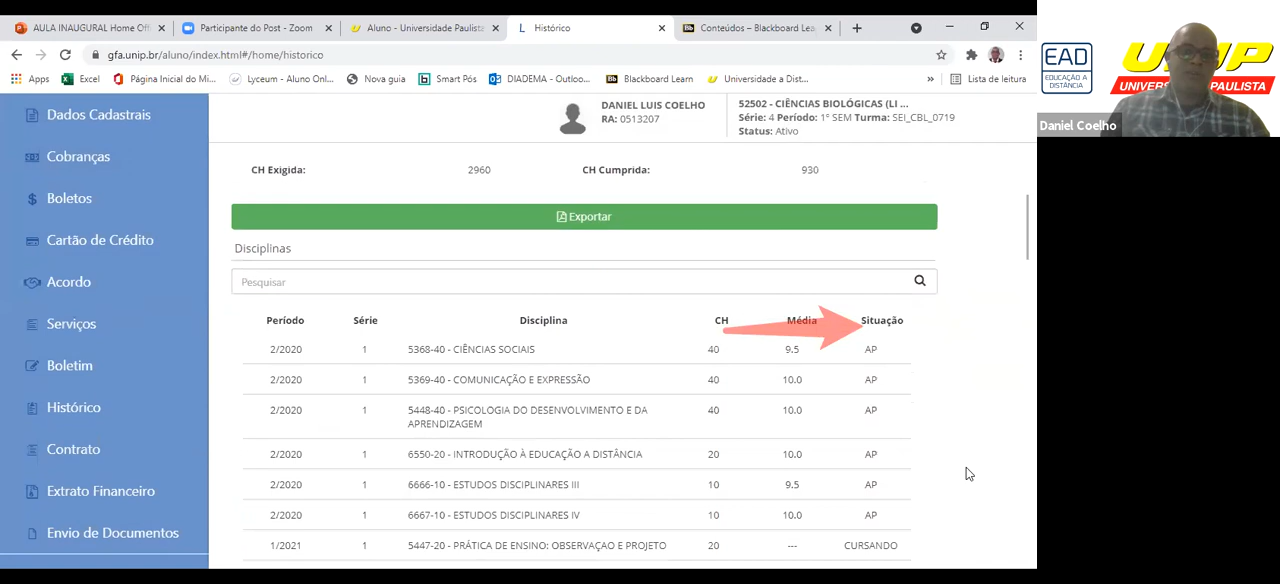 AULA INAUGURAL Home Offi
Participante do Post - Zoom
Aluno - Universidade Paulista
Histórico
Conteúdos – Blackboard Lea
gfa.unip.br/aluno/index.html#/home/historico
Apps
Excel
Página Inicial do Mi...
Lyceum - Aluno Onl...
Nova guia
Smart Pós
DIADEMA - Outloo...
Blackboard Learn
Universidade a Dist...
»
Lista de leitura
EAD
EDUCAÇÃO A
DISTÂNCIA
UNIP
Daniel Coelho
Dados Cadastrais
Cobranças
Boletos
Cartão de Crédito
Acordo
Serviços
Boletim
Histórico
Contrato
Extrato Financeiro
Envio de Documentos
DANIEL LUIS COELHO
RA: 0513207
52502 - CIÊNCIAS BIOLÓGICAS (LI ...
Série: 4 Período: 1º SEM Turma: SEI_CBL_0719
Status: Ativo
CH Exigida: 2960 CH Cumprida: 930
Exportar
Disciplinas
Pesquisar
Período Série Disciplina CH Média Situação
2/2020 1 5368-40 - CIÊNCIAS SOCIAIS 40 9.5 AP
2/2020 1 5369-40 - COMUNICAÇÃO E EXPRESSÃO 40 10.0 AP
2/2020 1 5448-40 - PSICOLOGIA DO DESENVOLVIMENTO E DA 40 10.0 AP
APRENDIZAGEM
2/2020 1 6550-20 - INTRODUÇÃO À EDUCAÇÃO A DISTÂNCIA 20 10.0 AP
2/2020 1 6666-10 - ESTUDOS DISCIPLINARES III 10 9.5 AP
2/2020 1 6667-10 - ESTUDOS DISCIPLINARES IV 10 10.0 AP
1/2021 1 5447-20 - PRÁTICA DE ENSINO: OBSERVAÇAO E PROJETO 20 --- CURSANDO